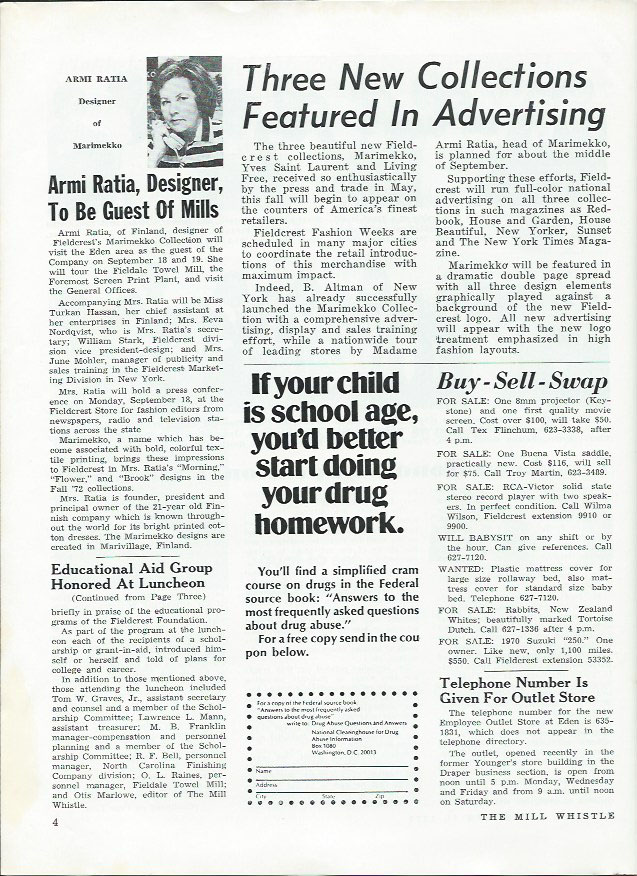 ARMI RATIA
Designer
of
Marimekko
Armi Ratia, Designer,
To Be Guest Of Mills
Armi Ratia, of Finland, designer of
Fieldcrest's Marimekko Collection will
visit the Eden area as the guest of the
Company on September 18 and 19. She
will tour the Fieldale Towel Mill, the
Foremost Screen Print Plant, and visit
the General Offices.
Accompanying Mrs. Ratia will be Miss
Turkan Hassan, her chief assistant at
her enterprises in Finland; Mrs. Eeva
Nordqvist, who is Mrs. Ratia's secre-
tary; William Stark, Fieldcrest divi-
sion vice president-design; and Mrs.
June Mohler, manager of publicity and
sales training in the Fieldcrest Market-
ing Division in New York.
Mrs. Ratia will hold a press confer-
ence on Monday, September 18, at the
Fieldcrest Store for fashion editors from
newspapers, radio and television sta-
tions across the state
Marimekko, a name which has be-
come associated with bold, colorful tex-
tile printing, brings these impressions
to Fieldcrest in Mrs. Ratia's "Morning,"
"Flower," and "Brook" designs in the
Fall '72 collections.
Mrs. Ratia is founder, president and
principal owner of the 21-year old Fin-
nish company which is known through-
out the world for its bright printed cot-
ton dresses. The Marimekko designs are
created in Marivillage, Finland.
Educational Aid Group
Honored At Luncheon
(Continued from Page Three)
briefly in praise of the educational pro-
grams of the Fieldcrest Foundation.
As part of the program at the lunch-
eon each of the recipients of a schol-
arship or grant-in-aid, introduced him-
self or herself and told of plans for
college and career.
In addition to those mentioned above,
those attending the luncheon included
Tom W. Graves, Jr., assistant secretary
and counsel and a member of the Schol-
arship Committee; Lawrence L. Mann,
assistant treasurer; M. B. Franklin
manager-compensation and personnel
planning and a member of the Schol-
arship Committee; R. F. Bell, personnel
manager, North Carolina Finishing
Company division; O. L. Raines, per-
sonnel manager, Fieldale Towel Mill;
and Otis Marlowe, editor of The Mill
Whistle.
Three New Collections
Featured In Advertising
The three beautiful new Field-
crest collections, Marimekko,
Yves Saint Laurent and Living
Free, received so enthusiastically
by the press and trade in May,
this fall will begin to appear on
the counters of America's finest
retailers.
Fieldcrest Fashion Weeks are
scheduled in many major cities
to coordinate the retail introduc-
tions of this merchandise with
maximum impact.
Indeed, B. Altman of New
York has already successfully
launched the Marimekko Collec-
tion with a comprehensive adver-
tising, display and sales training
effort, while a nationwide tour
of leading stores by Madame
Armi Ratia, head of Marimekko,
is planned for about the middle
of September.
Supporting these efforts, Field-
crest will run full-color national
advertising on all three collec-
tions in such magazines as Red-
book, House and Garden, House
Beautiful, New Yorker, Sunset
and The New York Times Maga-
zine.
Marimekko will be featured in
a dramatic double page spread
with all three design elements
graphically played against a
background of the new Field-
crest logo. All new advertising
will appear with the new logo
treatment emphasized in high
fashion layouts.
If your child
is school age,
you'd better
start doing
your drug
homework.
You'll find a simplified cram
course on drugs in the Federal
source book: "Answers to the
most frequently asked questions
about drug abuse."
For a free copy send in the cou
pon below.
For a copy of the Federal source book
"Answers to the most frequently asked
questions about drug abuse"
write to: Drug Abuse Questions and Answers
National Clearinghouse for Drug
Abuse Information
Box 1080
Washington, D.C. 20013
Name
Address
City State Zip
Buy-Sell-Swap
FOR SALE: One 8mm projector (Key-
stone) and one first quality movie
screen. Cost over $100, will take $50.
Call Tex Flinchum, 623-3338, after
4 p.m.
FOR SALE: One Buena Vista saddle,
practically new. Cost $116, will sell
for $75. Call Troy Martin, 623-3489.
FOR SALE: RCA-Victor solid state
stereo record player with two speak-
ers. In perfect condition. Call Wilma
Wilson, Fieldcrest extension 9910 or
9900.
WILL BABYSIT on any shift or by
the hour. Can give references. Call
627-7120.
WANTED: Plastic mattress cover for
large size rollaway bed, also mat-
tress cover for standard size baby
bed. Telephone 627-7120.
FOR SALE: Rabbits, New Zealand
Whites; beautifully marked Tortoise
Dutch. Call 627-1336 after 4 p.m.
FOR SALE: 1970 Suzuki "250." One
owner. Like new, only 1,100 miles.
$550. Call Fieldcrest extension 53352.
Telephone Number Is
Given For Outlet Store
The telephone number for the new
Employee Outlet Store at Eden is 635-
1831, which does not appear in the
telephone directory.
The outlet, opened recently in the
former Younger's store building in the
Draper business section, is open from
noon until 5 p.m. Monday, Wednesday
and Friday and from 9 a.m. until noon
on Saturday.
4
THE MILL WHISTLE